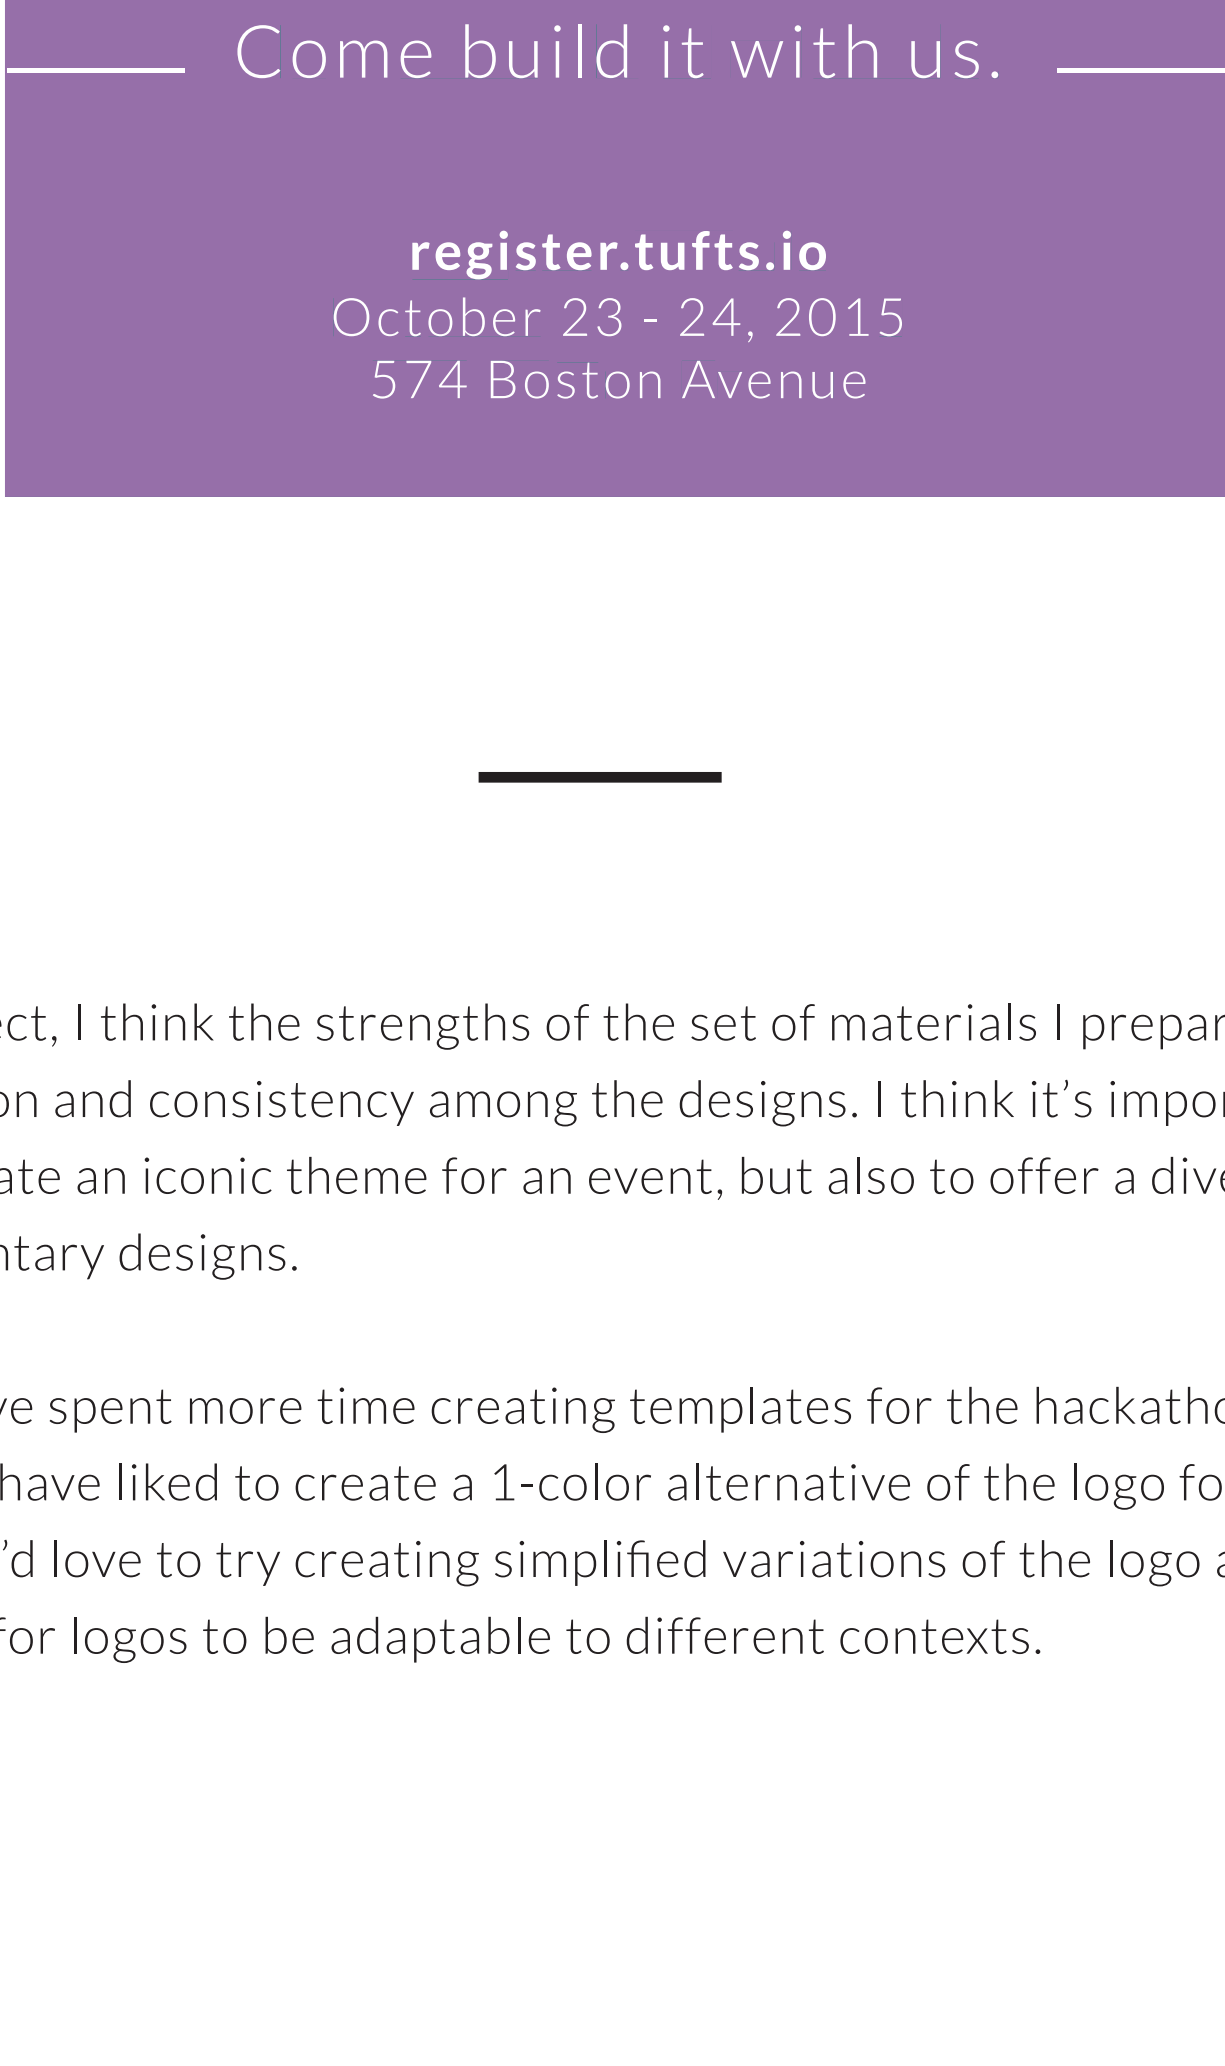 Come build it with us.
register.tufts.io
October 23 - 24, 2015
574 Boston Avenue
ect, I think the strengths of the set of materials I prepar
on and consistency among the designs. I think it’s impor
ate an iconic theme for an event, but also to offer a dive
ntary designs.
ve spent more time creating templates for the hackatho
have liked to create a 1-color alternative of the logo fo
’d love to try creating simplified variations of the logo a
for logos to be adaptable to different contexts.